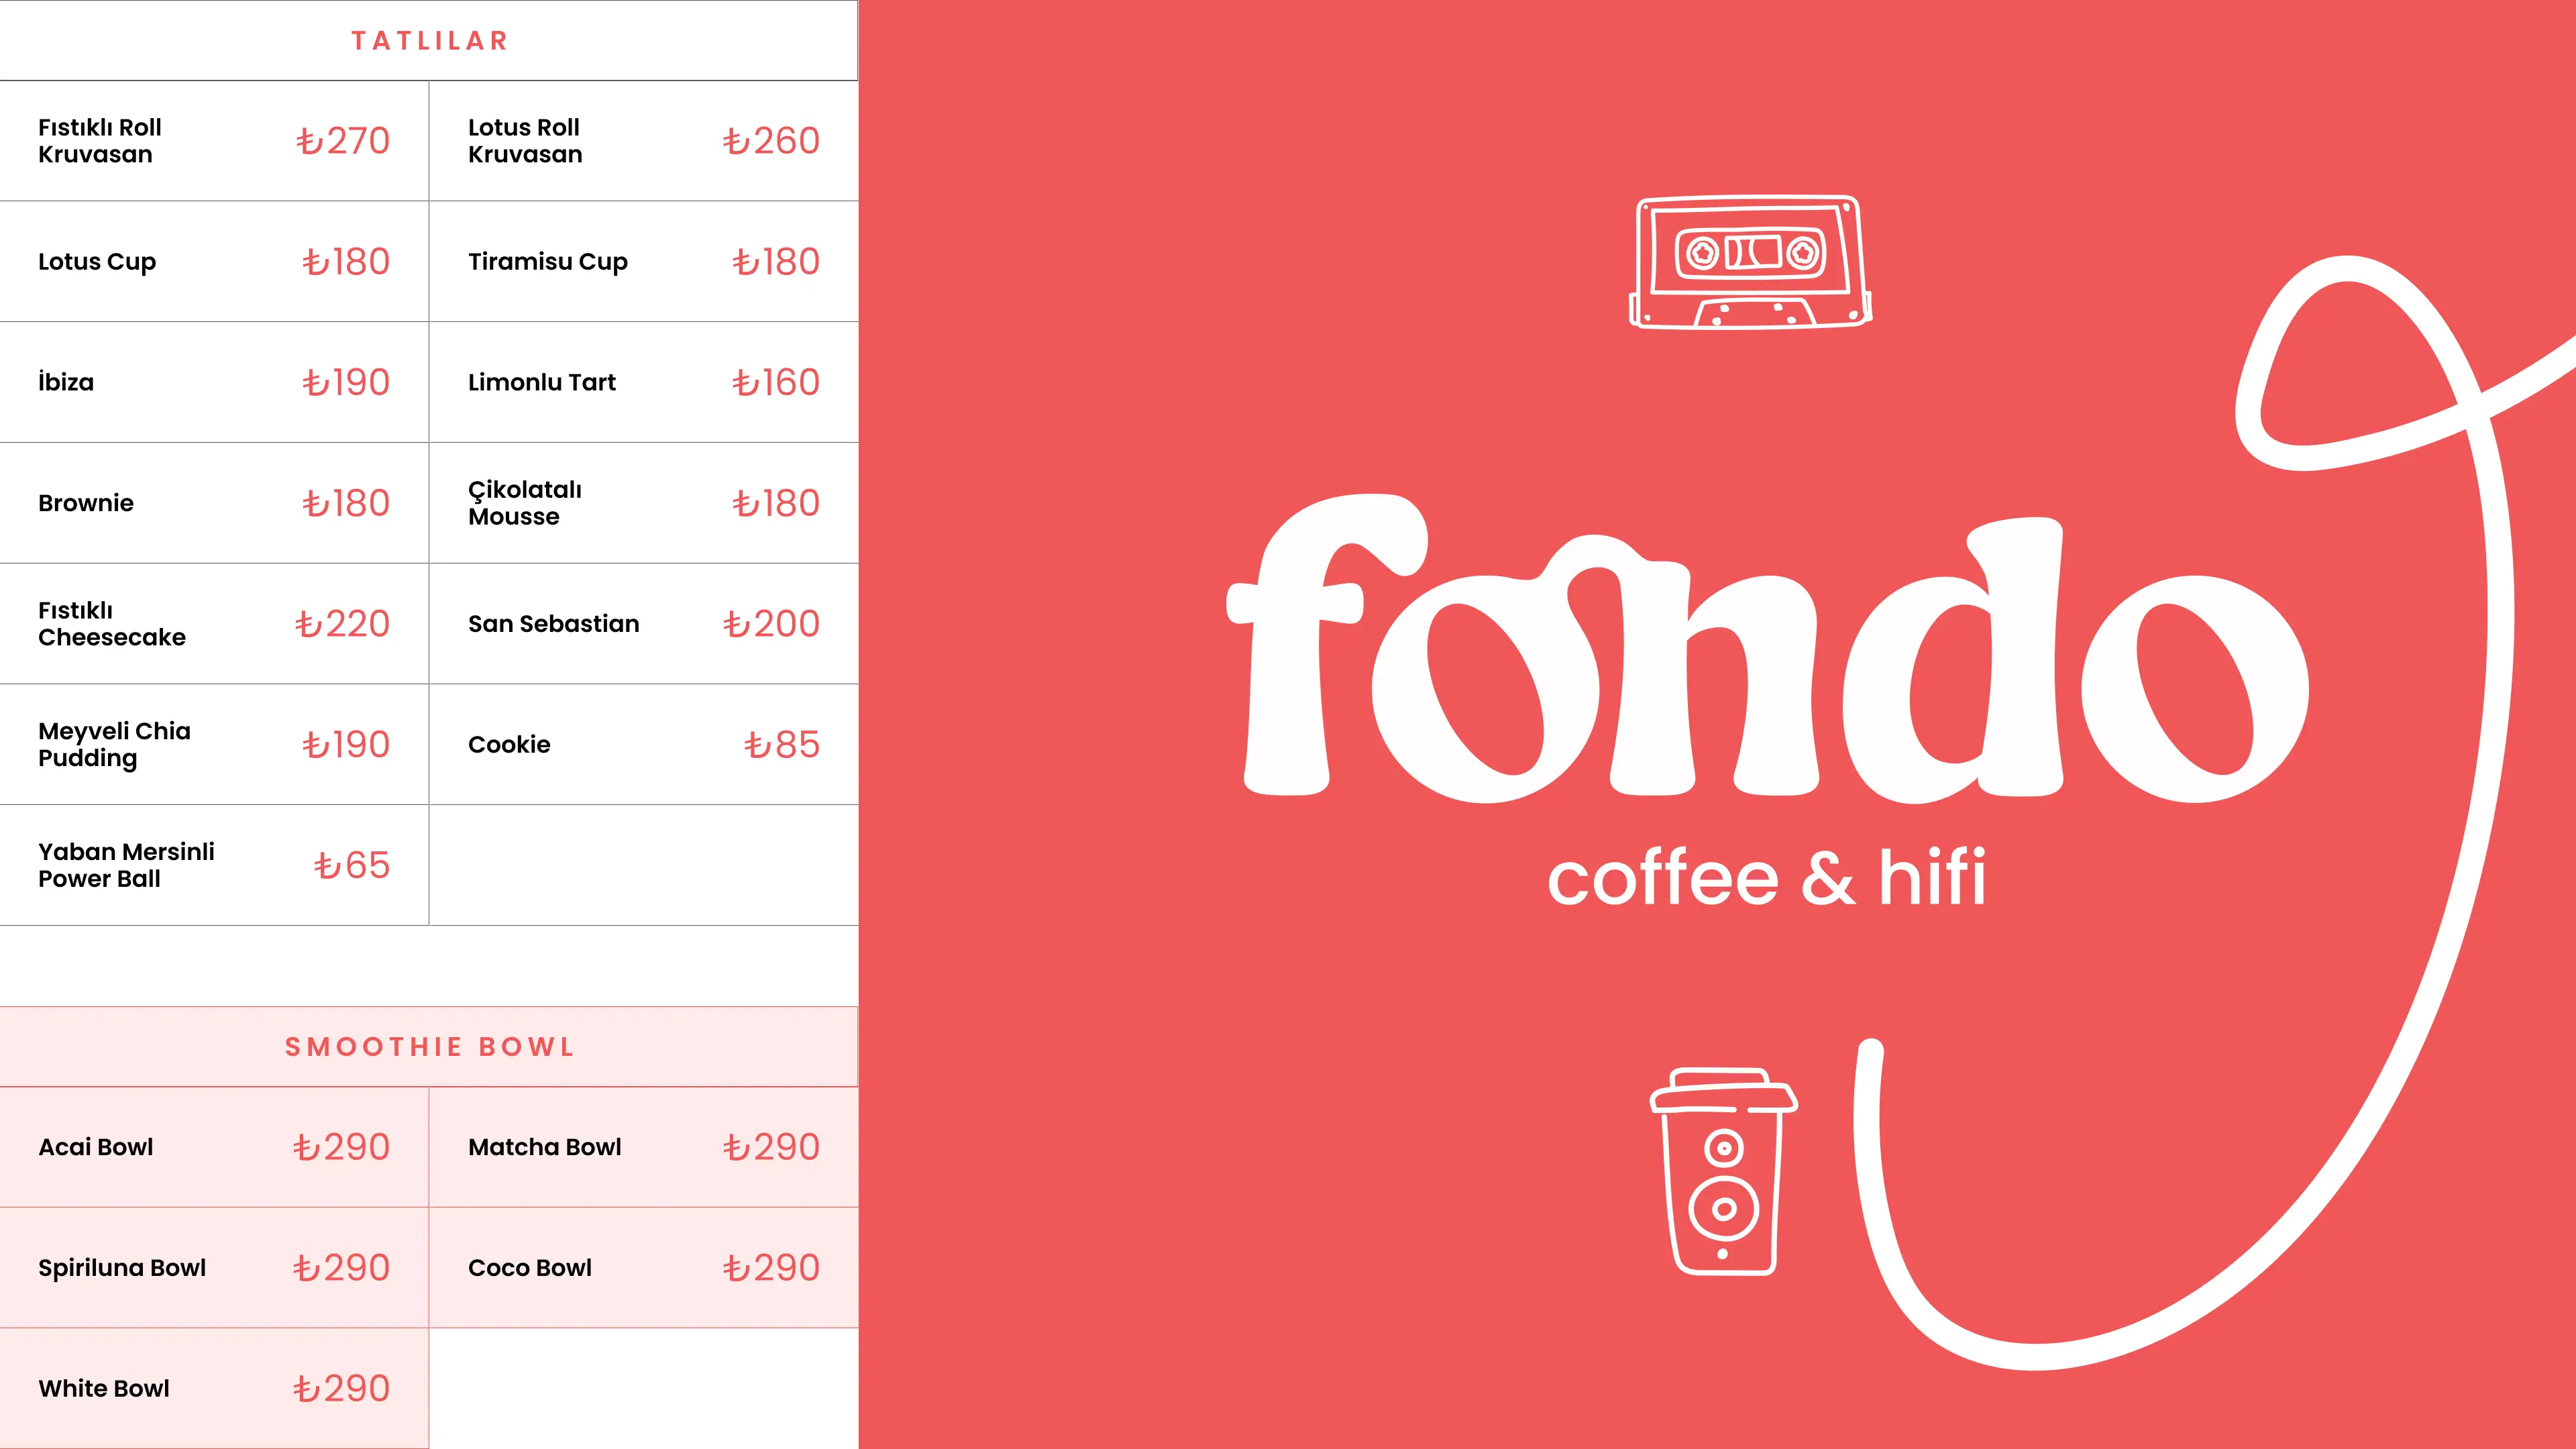 TATLILAR
Fıstıklı Roll
Kruvasan
₺270
Lotus Roll
Kruvasan
₺260
Lotus Cup
₺180
Tiramisu Cup
₺180
İbiza
₺190
Limonlu Tart
₺160
Brownie
₺180
Çikolatalı
Mousse
₺180
Fıstıklı
Cheesecake
₺220
San Sebastian
₺200
Meyveli Chia
Pudding
₺190
Cookie
₺85
Yaban Mersinli
Power Ball
₺65
SMOOTHIE BOWL
Acai Bowl
₺290
Matcha Bowl
₺290
Spiriluna Bowl
₺290
Coco Bowl
₺290
White Bowl
₺290
fondo
coffee & hifi